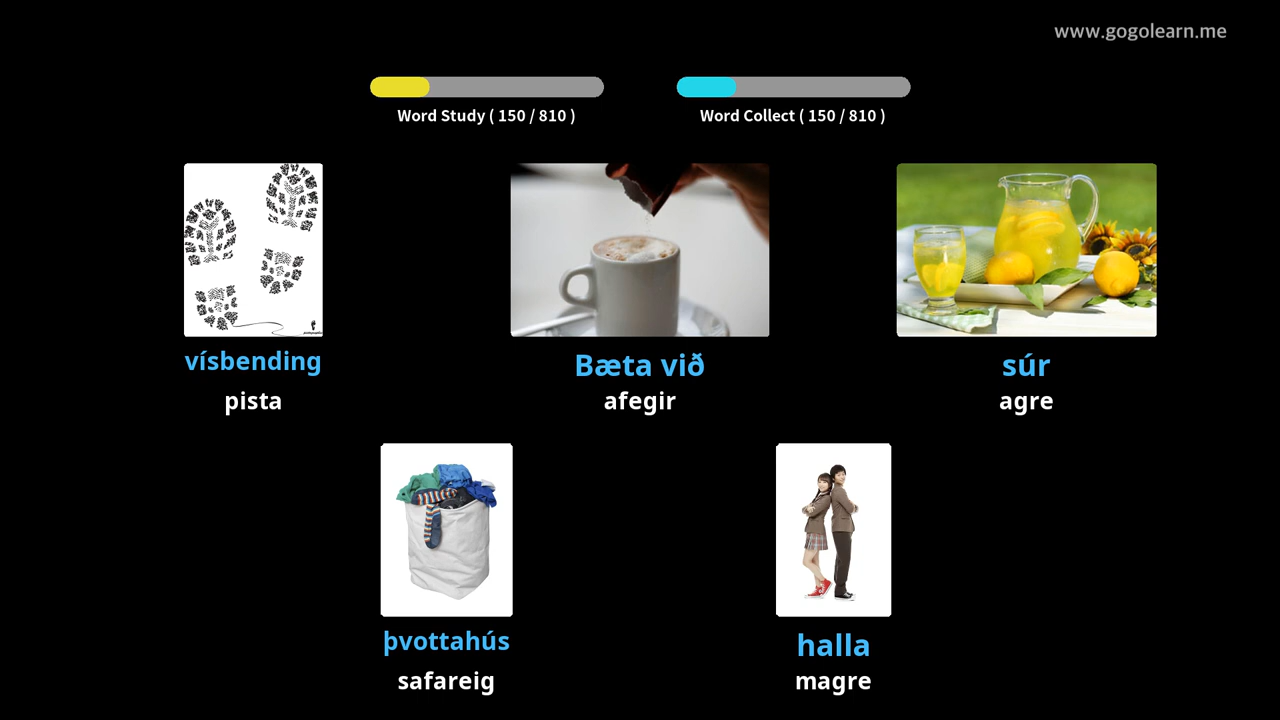 www.gogolearn.me
Word Study ( 150 / 810 )
Word Collect ( 150 / 810 )
vísbending
pista
Bæta við
afegir
súr
agre
þvottahús
safareig
halla
magre